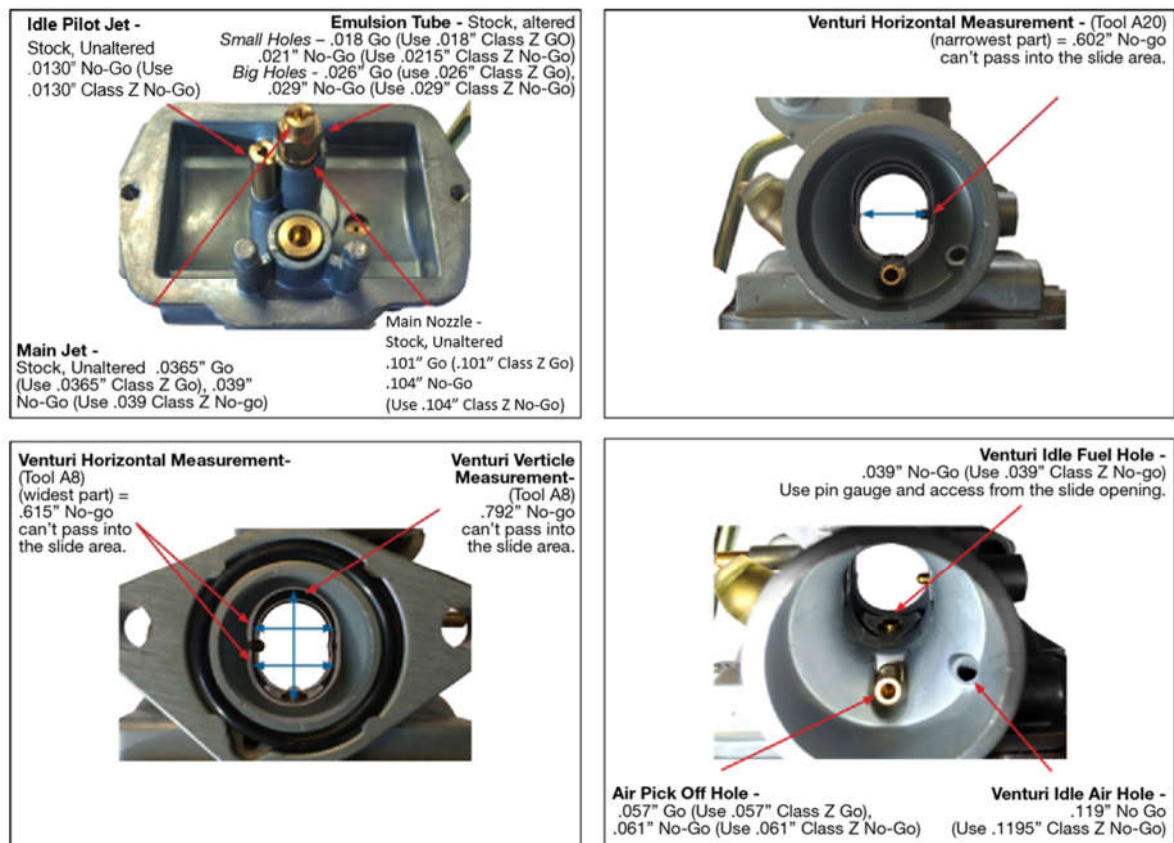 Idle Pilot Jet -
Stock, Unaltered
.0130” No-Go (Use
.0130” Class Z No-Go)
Emulsion Tube - Stock, altered
Small Holes – .018 Go (Use .018” Class Z GO)
.021” No-Go (Use .0215” Class Z No-Go)
Big Holes - .026” Go (use .026” Class Z Go),
.029” No-Go (Use .029” Class Z No-Go)
Main Jet -
Stock, Unaltered .0365” Go
(Use .0365” Class Z Go), .039”
No-Go (Use .039 Class Z No-go)
Main Nozzle -
Stock, Unaltered
.101” Go (.101” Class Z Go)
.104” No-Go
(Use .104” Class Z No-Go)
Venturi Horizontal Measurement - (Tool A20)
(narrowest part) = .602” No-go
can’t pass into the slide area.
Venturi Horizontal Measurement-
(Tool A8)
(widest part) =
.615” No-go
can’t pass into
the slide area.
Venturi Verticle
Measurement-
(Tool A8)
.792” No-go
can’t pass into
the slide area.
Venturi Idle Fuel Hole -
.039” No-Go (Use .039” Class Z No-go)
Use pin gauge and access from the slide opening.
Air Pick Off Hole -
.057” Go (Use .057” Class Z Go),
.061” No-Go (Use .061” Class Z No-Go)
Venturi Idle Air Hole -
.119” No Go
(Use .1195” Class Z No-Go)